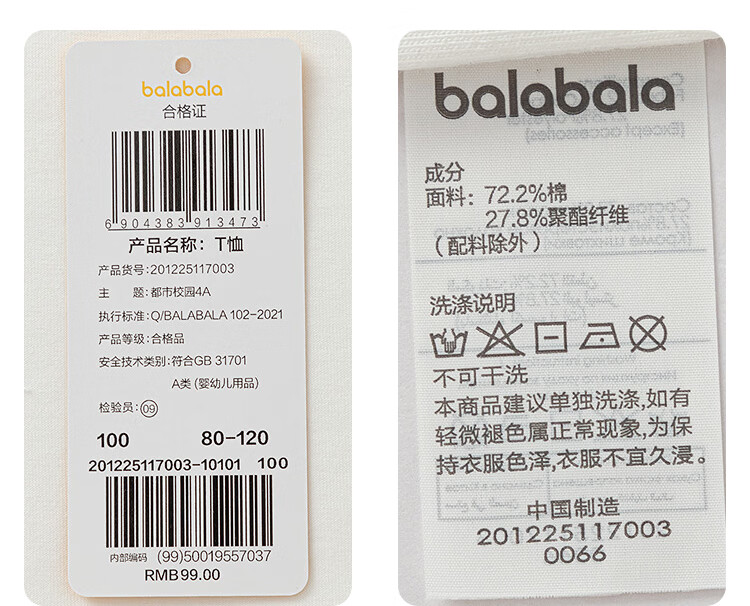 balabala
合格证
6904383913473
产品名称：T恤
产品货号：201225117003
主 题：都市校园4A
执行标准：Q/BALABALA 102-2021
产品等级：合格品
安全技术类别：符合GB 31701
A类（婴幼儿用品）
检验员：09
100 80-120
201225117003-10101 100
内部编码 (99)50019557037
RMB99.00
balabala
成分
面料：72.2%棉
27.8%聚酯纤维
（配料除外）
洗涤说明
不可干洗
本商品建议单独洗涤,如有
轻微褪色属正常现象,为保
持衣服色泽,衣服不宜久浸。
中国制造
201225117003
0066